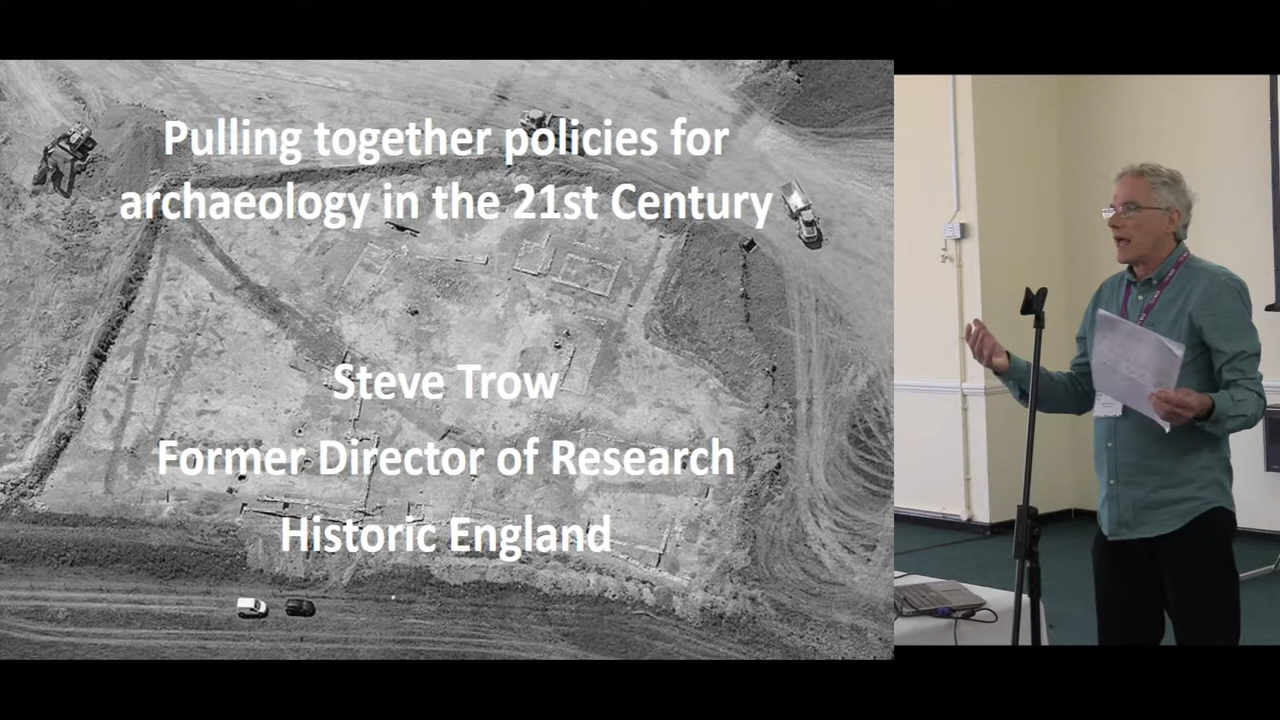 Pulling together policies for
archaeology in the 21st Century
Steve Trow
Former Director of Research
Historic England